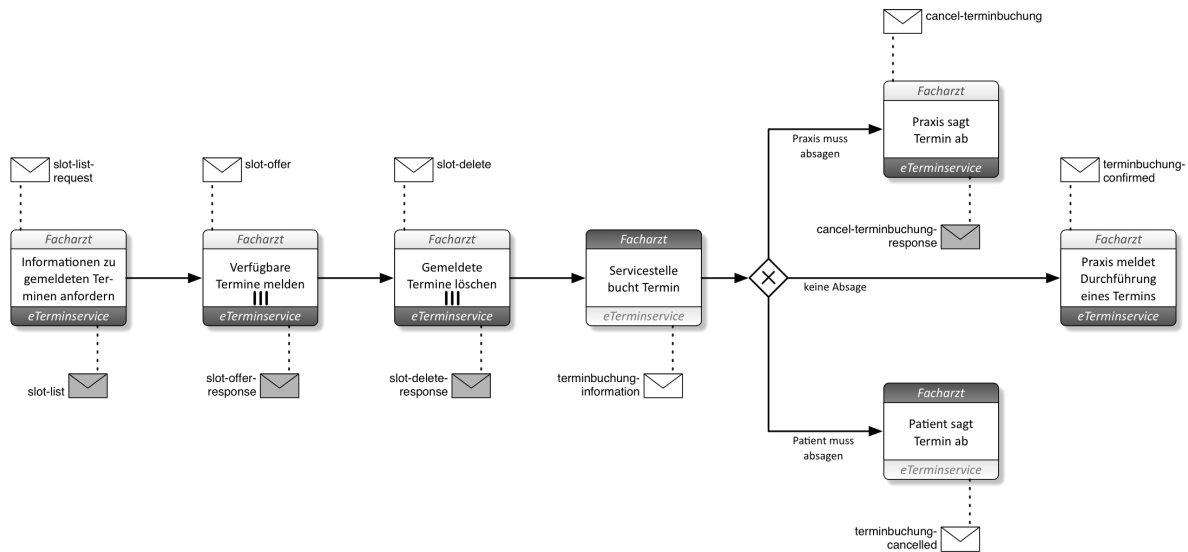 cancel-terminbuchung
Facharzt
Praxis sagt
Termin ab
eTerminservice
cancel-terminbuchung-
response
Praxis muss
absagen
slot-list-
request
Facharzt
Informationen zu
gemeldeten Ter-
minen anfordern
eTerminservice
slot-list
slot-offer
Facharzt
Verfügbare
Termine melden
eTerminservice
slot-offer-
response
slot-delete
Facharzt
Gemeldete
Termine löschen
eTerminservice
slot-delete-
response
Facharzt
Servicestelle
bucht Termin
eTerminservice
terminbuchung-
information
keine Absage
terminbuchung-
confirmed
Facharzt
Praxis meldet
Durchführung
eines Termins
eTerminservice
Patient muss
absagen
Facharzt
Patient sagt
Termin ab
eTerminservice
terminbuchung-
cancelled